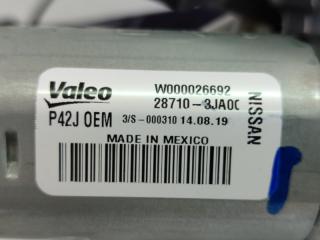 Valeo
W000026692
28710-3JA0C
P42J OEM
3/S-000310 14.08.19
MADE IN MEXICO
NISSAN